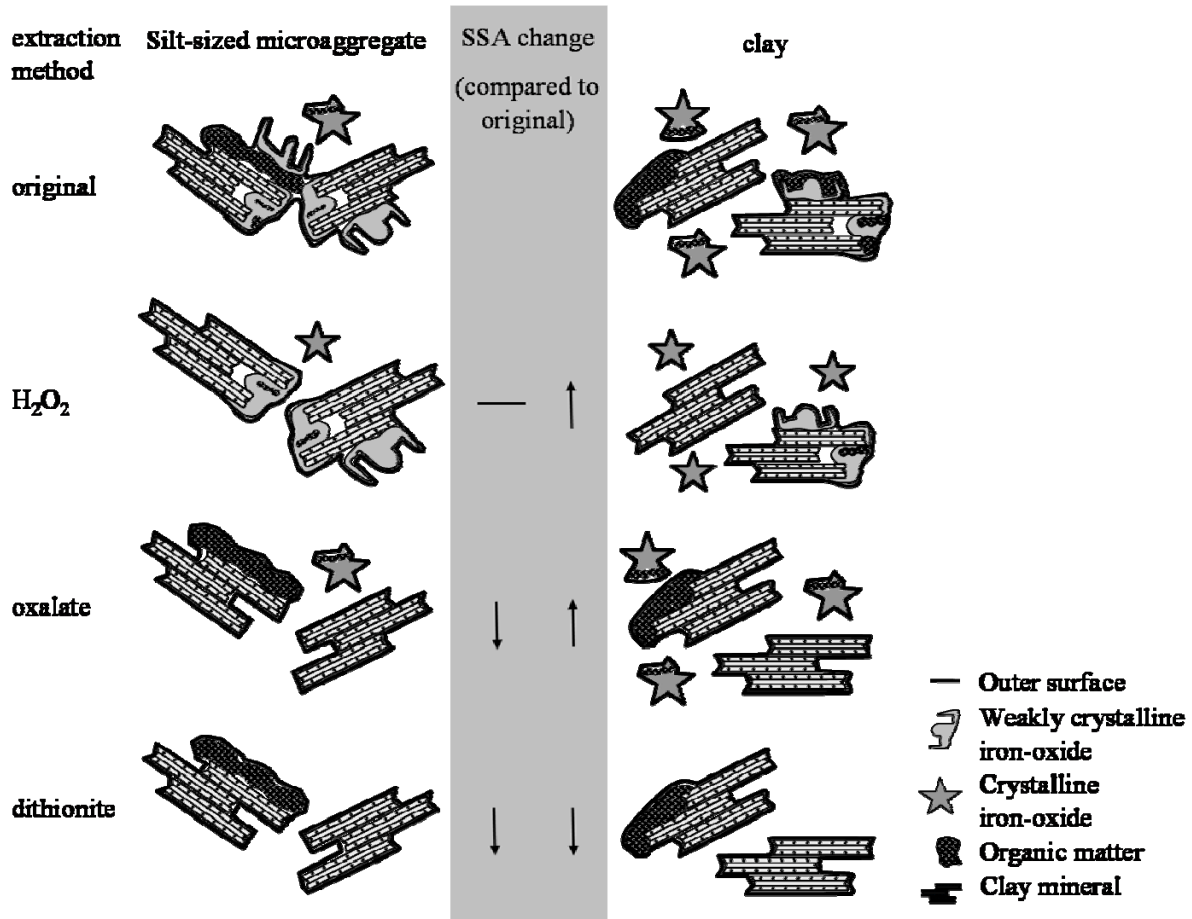 extraction
method
Silt-sized microaggregate
SSA change
(compared to
original)
clay
original
H₂O₂
oxalate
dithionite
Outer surface
Weakly crystalline
iron-oxide
Crystalline
iron-oxide
Organic matter
Clay mineral